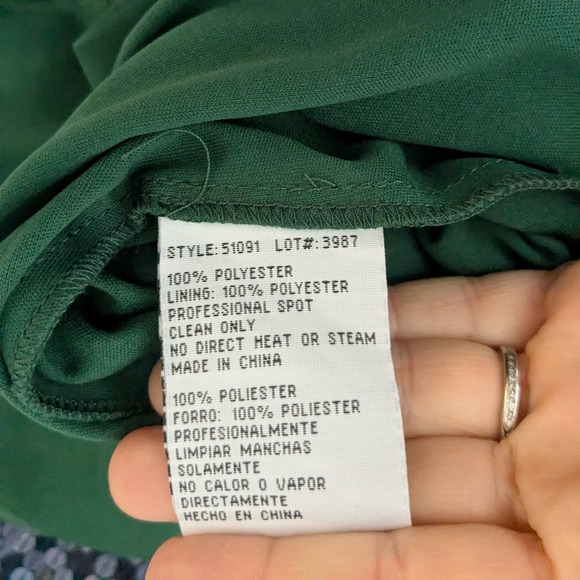 STYLE:51091 LOT#:3987
100% POLYESTER
LINING: 100% POLYESTER
PROFESSIONAL SPOT
CLEAN ONLY
NO DIRECT HEAT OR STEAM
MADE IN CHINA
100% POLIESTER
FORRO: 100% POLIESTER
PROFESIONALMENTE
LIMPIAR MANCHAS
SOLAMENTE
NO CALOR O VAPOR
DIRECTAMENTE
HECHO EN CHINA